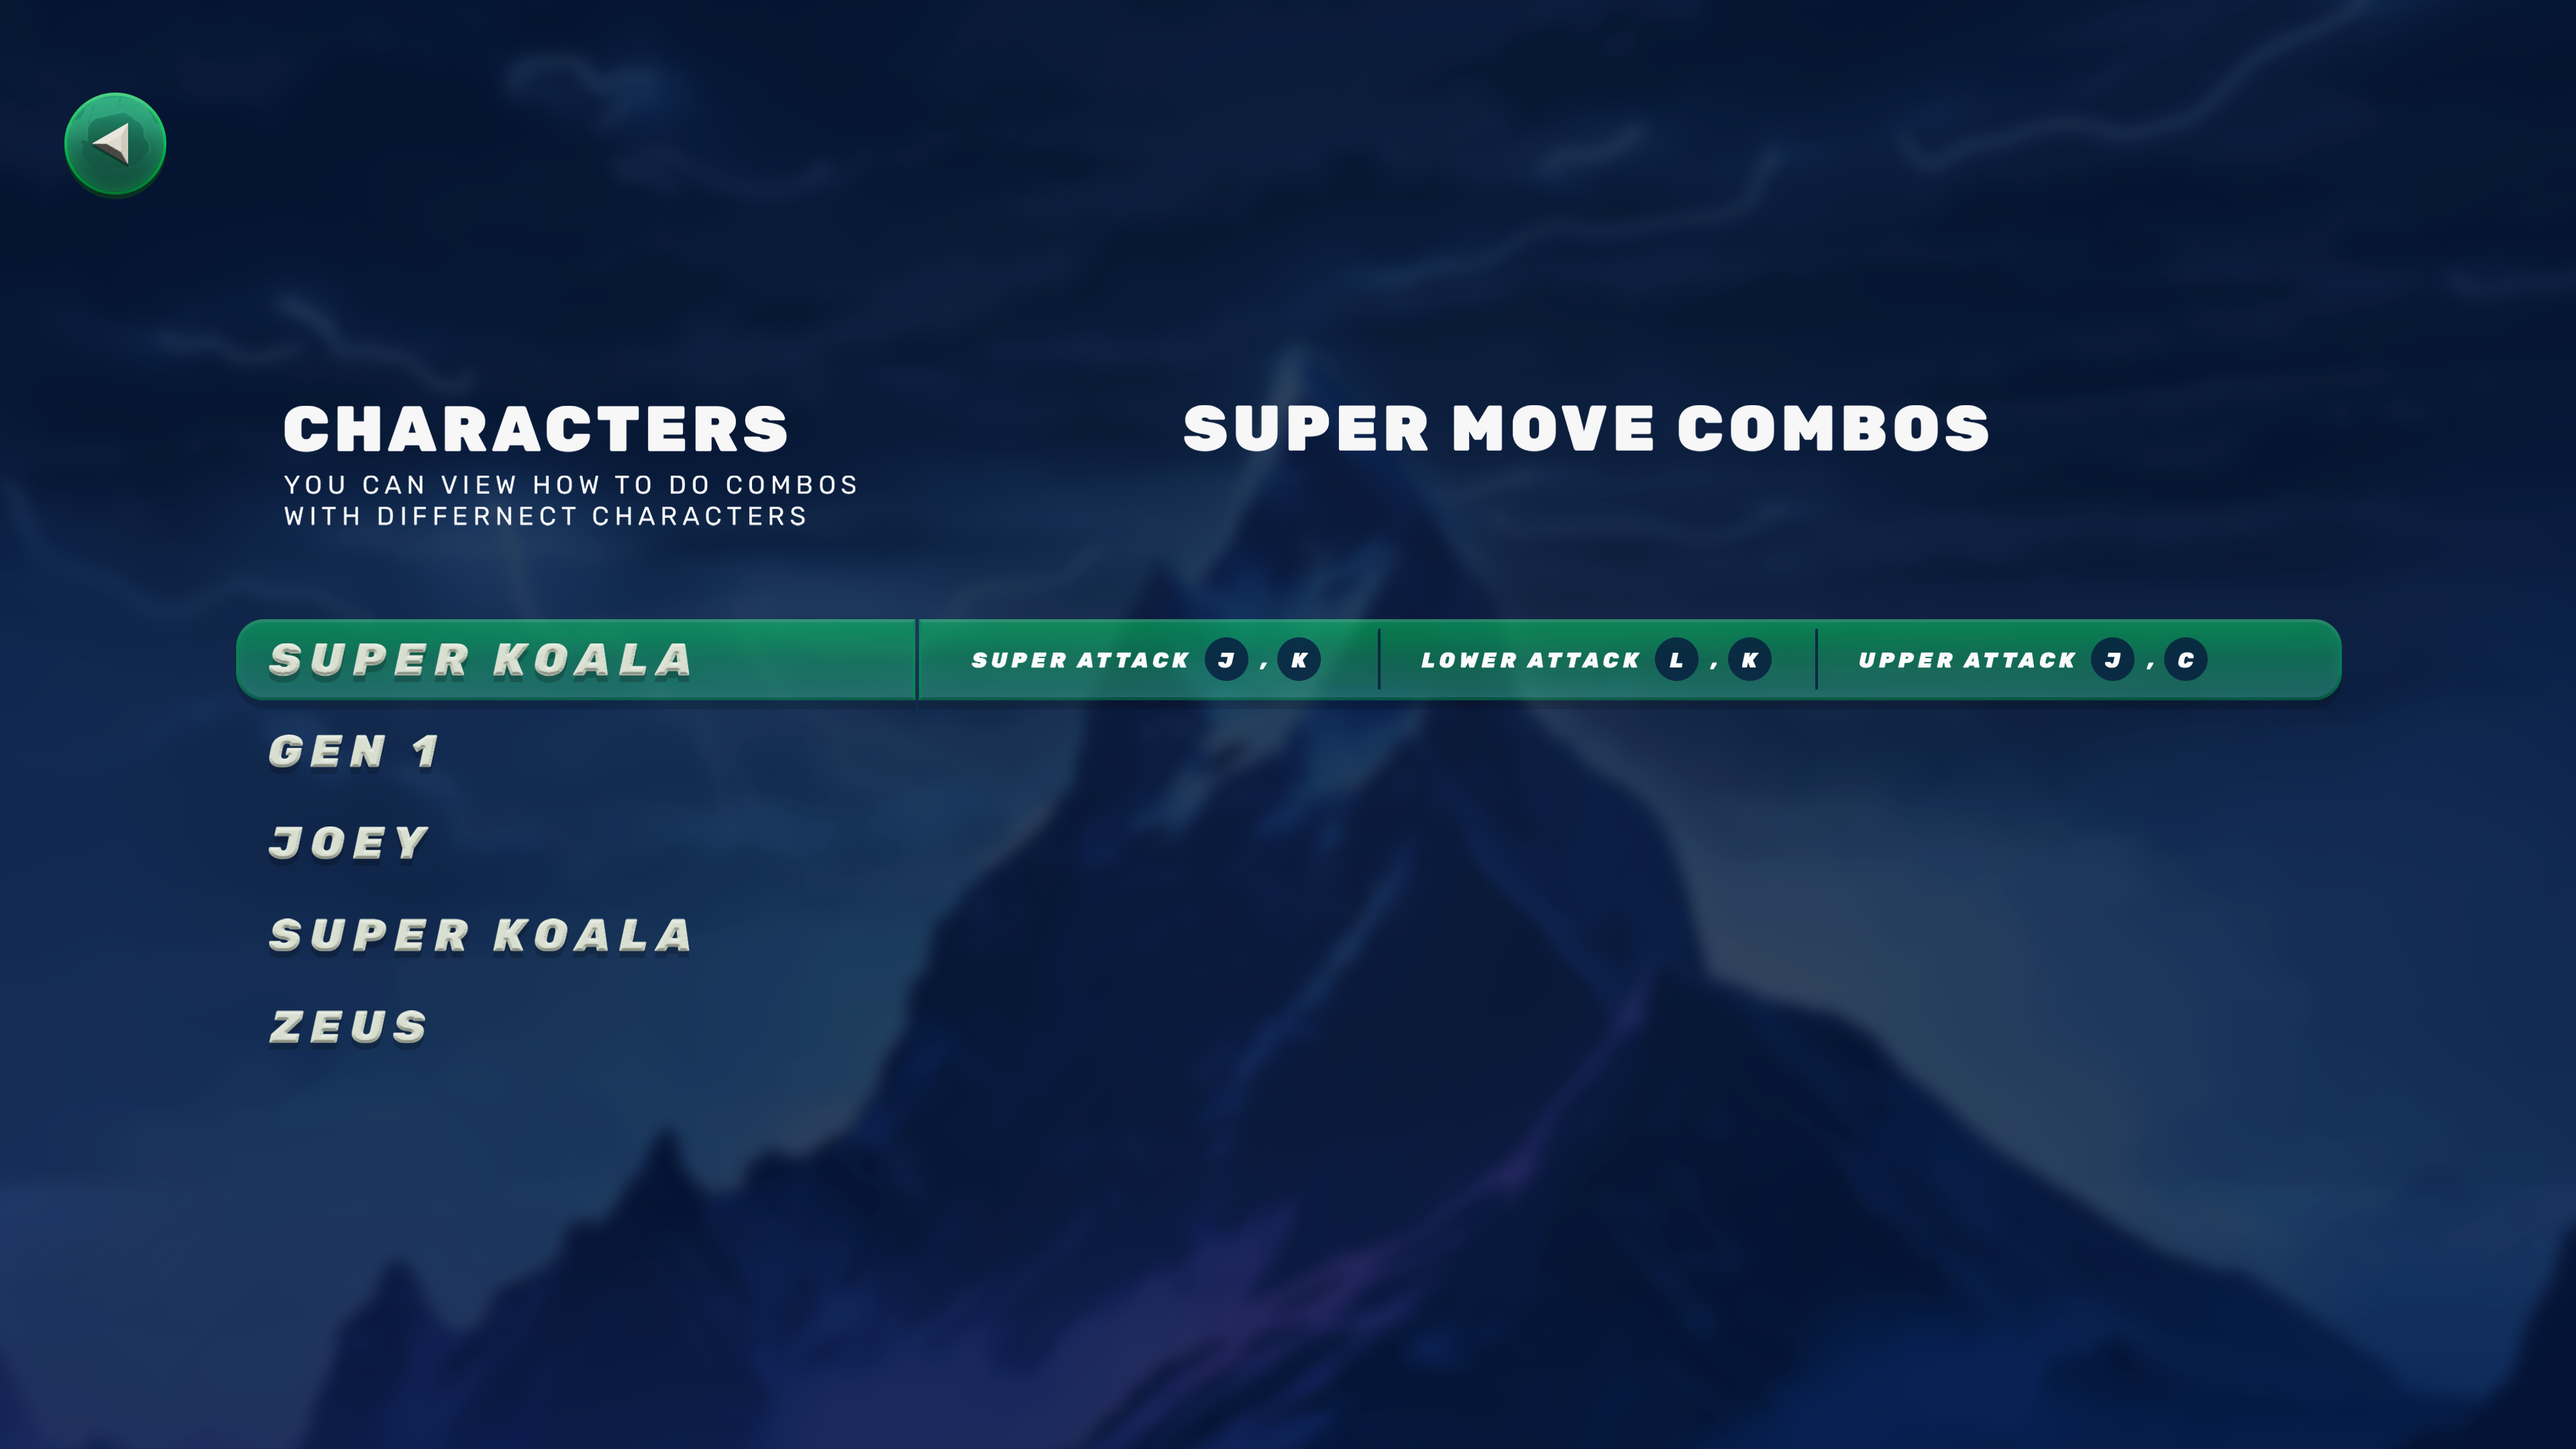 CHARACTERS
SUPER MOVE COMBOS
YOU CAN VIEW HOW TO DO COMBOS
WITH DIFFERNECT CHARACTERS
SUPER KOALA SUPER ATTACK J , K LOWER ATTACK L , K UPPER ATTACK J , C
GEN 1
JOEY
SUPER KOALA
ZEUS